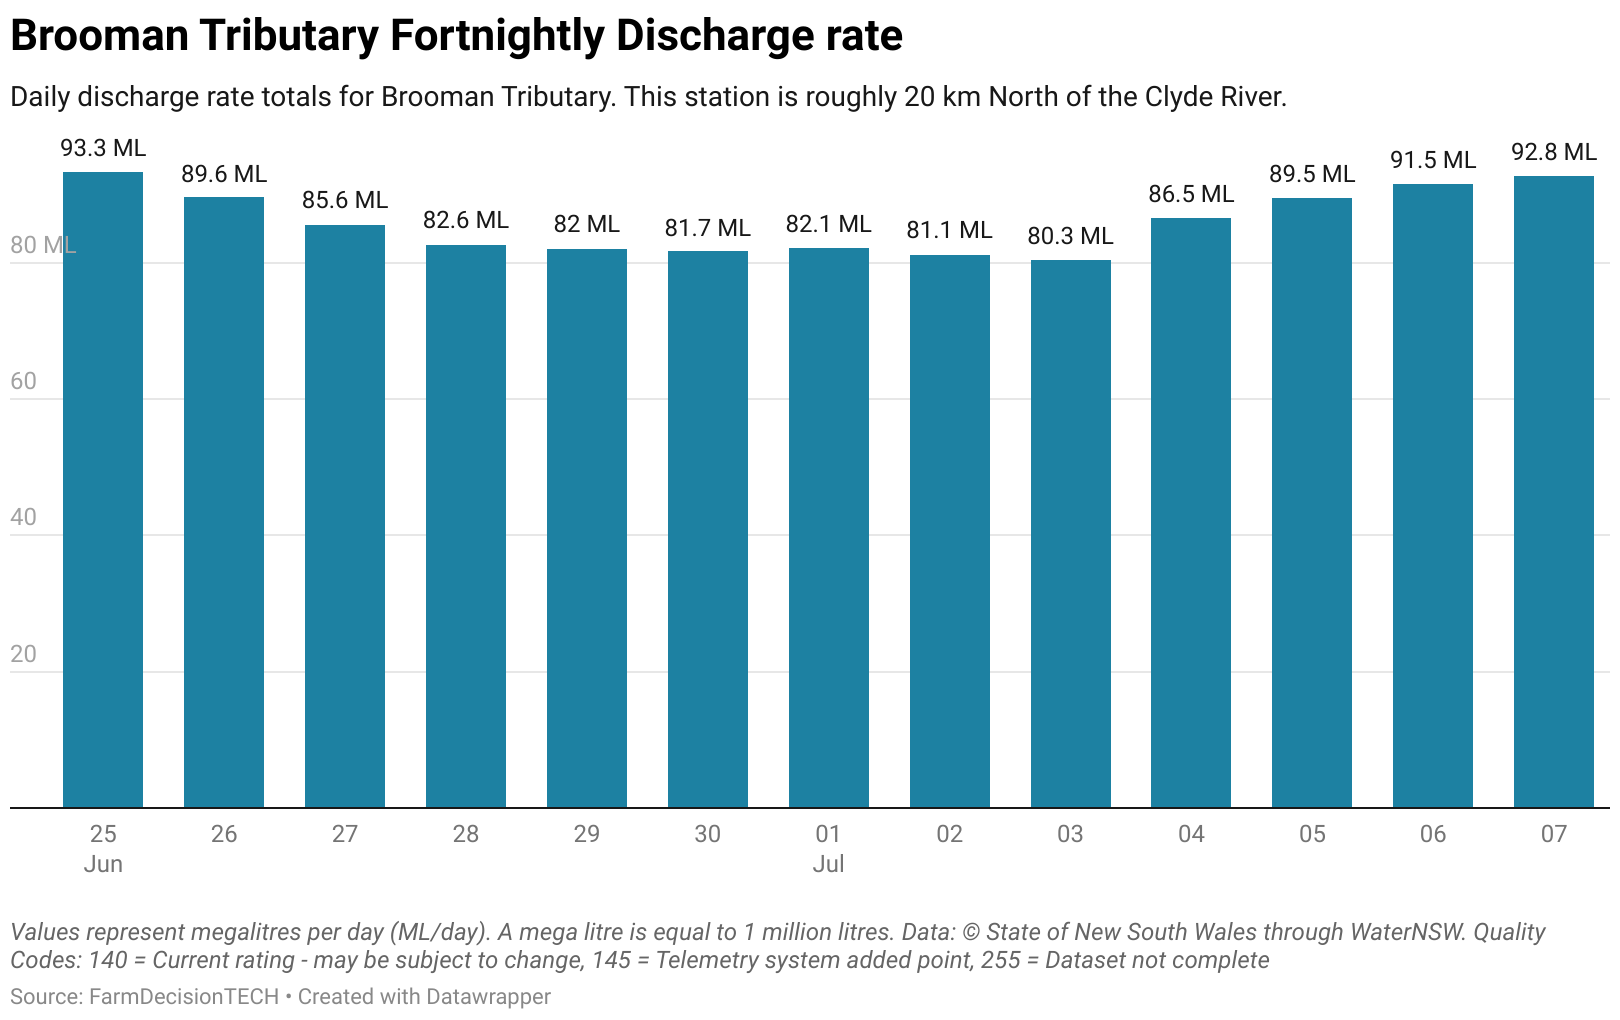 Brooman Tributary Fortnightly Discharge rate
Daily discharge rate totals for Brooman Tributary. This station is roughly 20 km North of the Clyde River.
93.3 ML
89.6 ML
85.6 ML
82.6 ML
82 ML
81.7 ML
82.1 ML
81.1 ML
80.3 ML
86.5 ML
89.5 ML
91.5 ML
92.8 ML
80 ML
60
40
20
25 26 27 28 29 30 01 02 03 04 05 06 07
Jun Jul
Values represent megalitres per day (ML/day). A mega litre is equal to 1 million litres. Data: © State of New South Wales through WaterNSW. Quality
Codes: 140 = Current rating - may be subject to change, 145 = Telemetry system added point, 255 = Dataset not complete
Source: FarmDecisionTECH • Created with Datawrapper